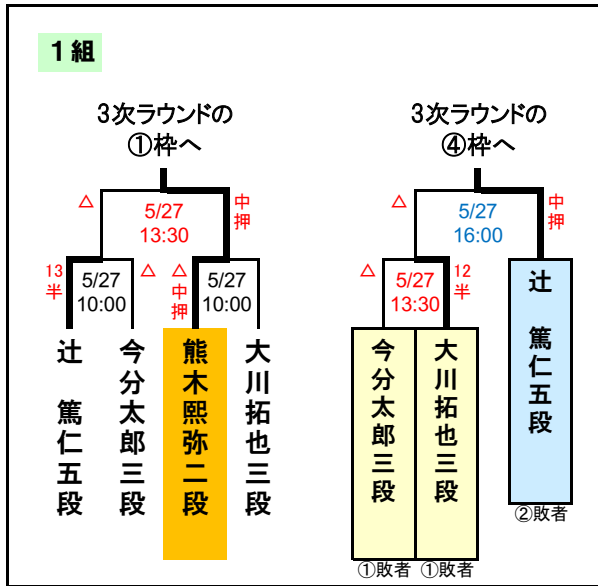 1組
3次ラウンドの
①枠へ
3次ラウンドの
④枠へ
△
5/27
13:30
中押
△
5/27
16:00
中押
13半
5/27
10:00
△
△中押
5/27
10:00
△
5/27
13:30
12半
辻 篤仁五段
今分太郎三段
熊木熙弥二段
大川拓也三段
今分太郎三段
大川拓也三段
辻 篤仁五段
②敗者
①敗者
①敗者